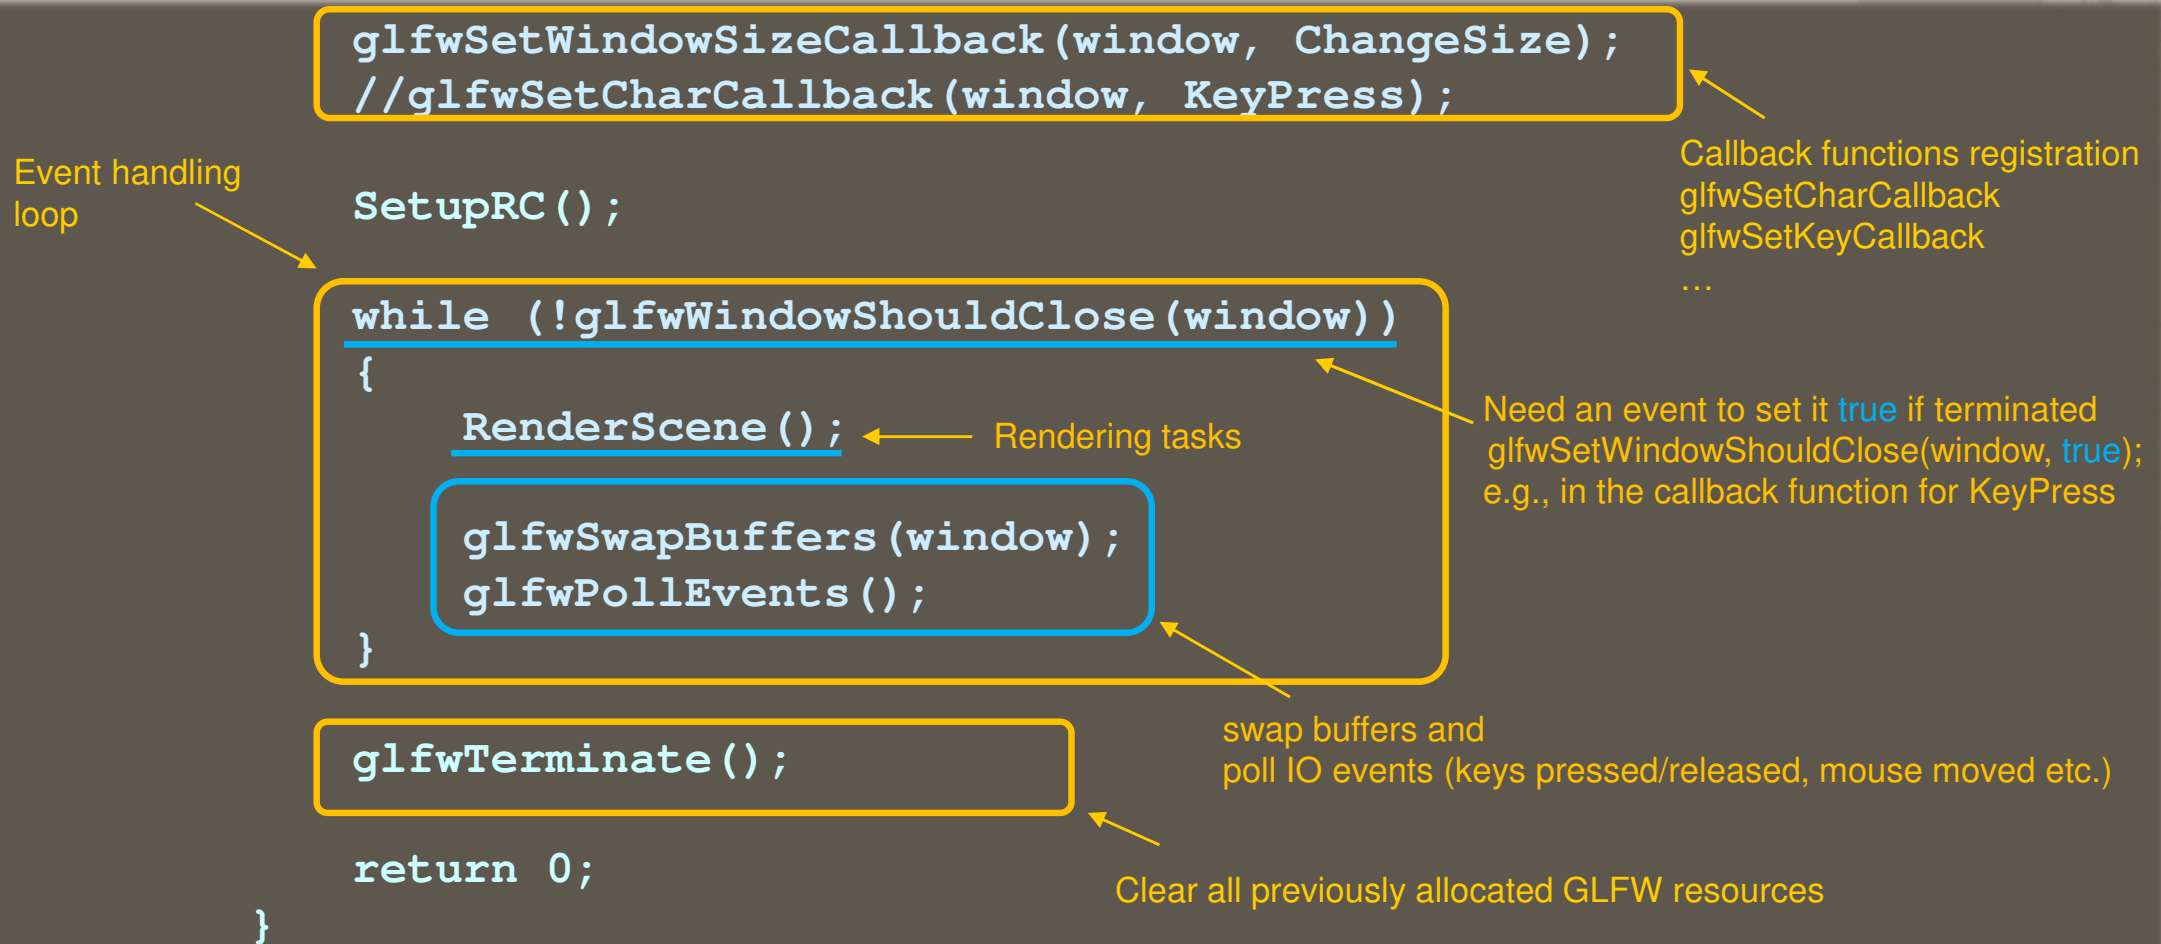 glfwSetWindowSizeCallback(window, ChangeSize);
//glfwSetCharCallback(window, KeyPress);
Callback functions registration
glfwSetCharCallback
glfwSetKeyCallback
…
Event handling
loop
SetupRC();
while (!glfwWindowShouldClose(window))
{
RenderScene();
Rendering tasks
Need an event to set it true if terminated
glfwSetWindowShouldClose(window, true);
e.g., in the callback function for KeyPress
glfwSwapBuffers(window);
glfwPollEvents();
}
swap buffers and
poll IO events (keys pressed/released, mouse moved etc.)
glfwTerminate();
Clear all previously allocated GLFW resources
return 0;
}